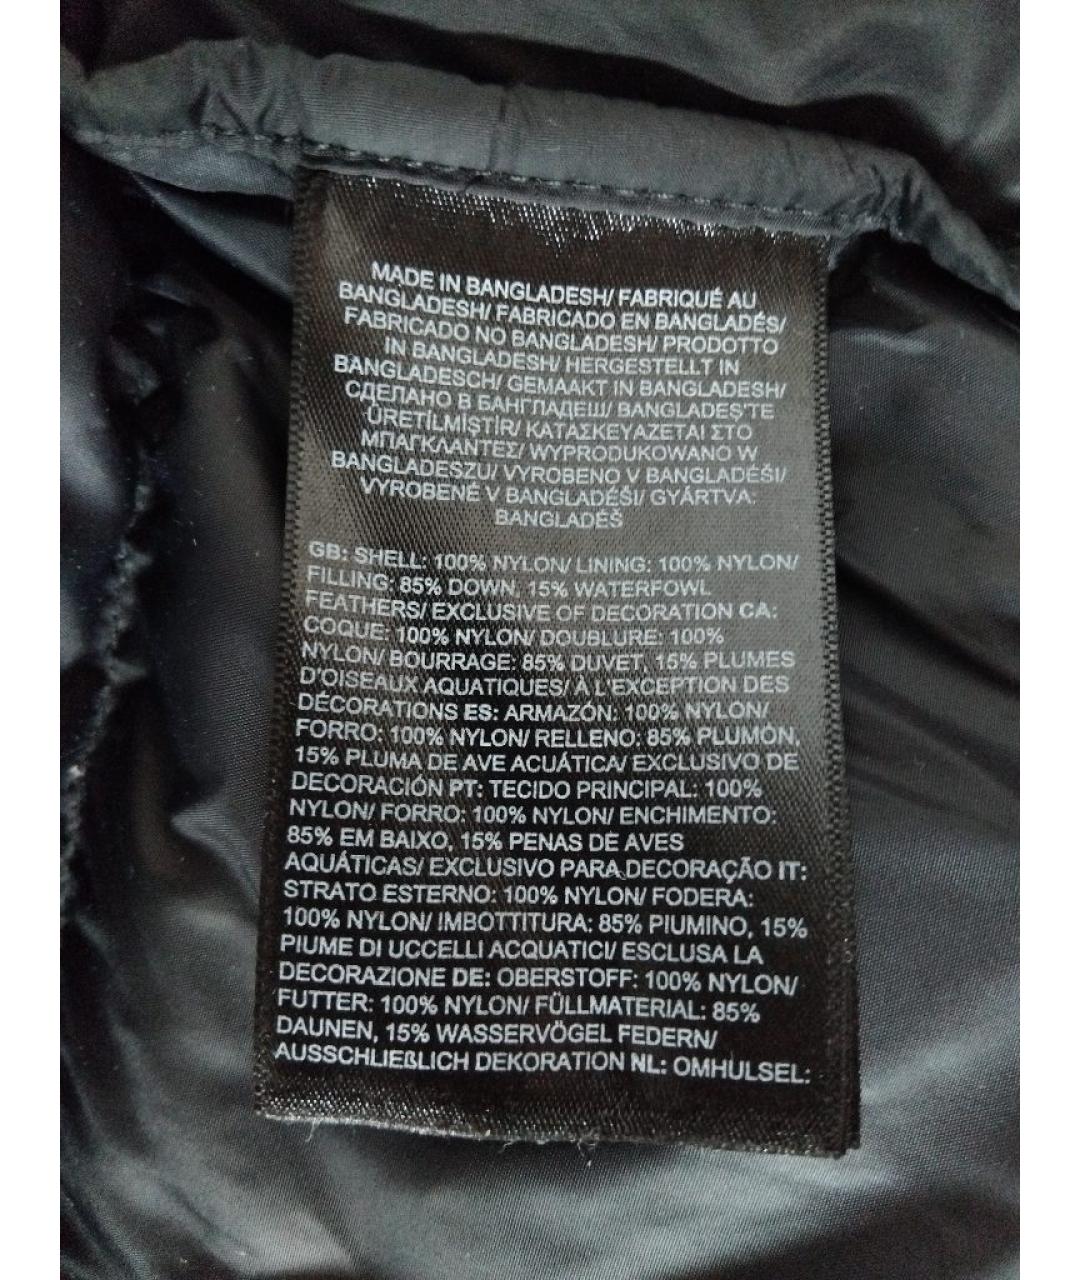 MADE IN BANGLADESH/ FABRIQUÉ AU
BANGLADESH/ FABRICADO EN BANGLADÉS/
FABRICADO NO BANGLADESH/ PRODOTTO
IN BANGLADESH/ HERGESTELLT IN
BANGLADESCH/ GEMAAKT IN BANGLADESH/
СДЕЛАНО В БАНГЛАДЕШ/ BANGLADEŞ'TE
ÜRETİLMİŞTİR/ ΚΑΤΑΣΚΕΥΑΖΕΤΑΙ ΣΤΟ
ΜΠΑΓΚΛΑΝΤΕΣ/ WYPRODUKOWANO W
BANGLADESZU/ VYROBENO V BANGLADÉŠI/
VYROBENÉ V BANGLADÉŠI/ GYÁRTVA:
BANGLADÉŠ
GB: SHELL: 100% NYLON/ LINING: 100% NYLON/
FILLING: 85% DOWN, 15% WATERFOWL
FEATHERS/ EXCLUSIVE OF DECORATION CA:
COQUE: 100% NYLON/ DOUBLURE: 100%
NYLON/ BOURRAGE: 85% DUVET, 15% PLUMES
D'OISEAUX AQUATIQUES/ À L'EXCEPTION DES
DÉCORATIONS ES: ARMAZÓN: 100% NYLON/
FORRO: 100% NYLON/ RELLENO: 85% PLUMÓN,
15% PLUMA DE AVE ACUÁTICA/ EXCLUSIVO DE
DECORACIÓN PT: TECIDO PRINCIPAL: 100%
NYLON/ FORRO: 100% NYLON/ ENCHIMENTO:
85% EM BAIXO, 15% PENAS DE AVES
AQUÁTICAS/ EXCLUSIVO PARA DECORAÇÃO IT:
STRATO ESTERNO: 100% NYLON/ FODERA:
100% NYLON/ IMBOTTITURA: 85% PIUMINO, 15%
PIUME DI UCCELLI ACQUATICI/ ESCLUSA LA
DECORAZIONE DE: OBERSTOFF: 100% NYLON/
FUTTER: 100% NYLON/ FÜLLMATERIAL: 85%
DAUNEN, 15% WASSERVÖGEL FEDERN/
AUSSCHLIEßLICH DEKORATION NL: OMHULSEL: